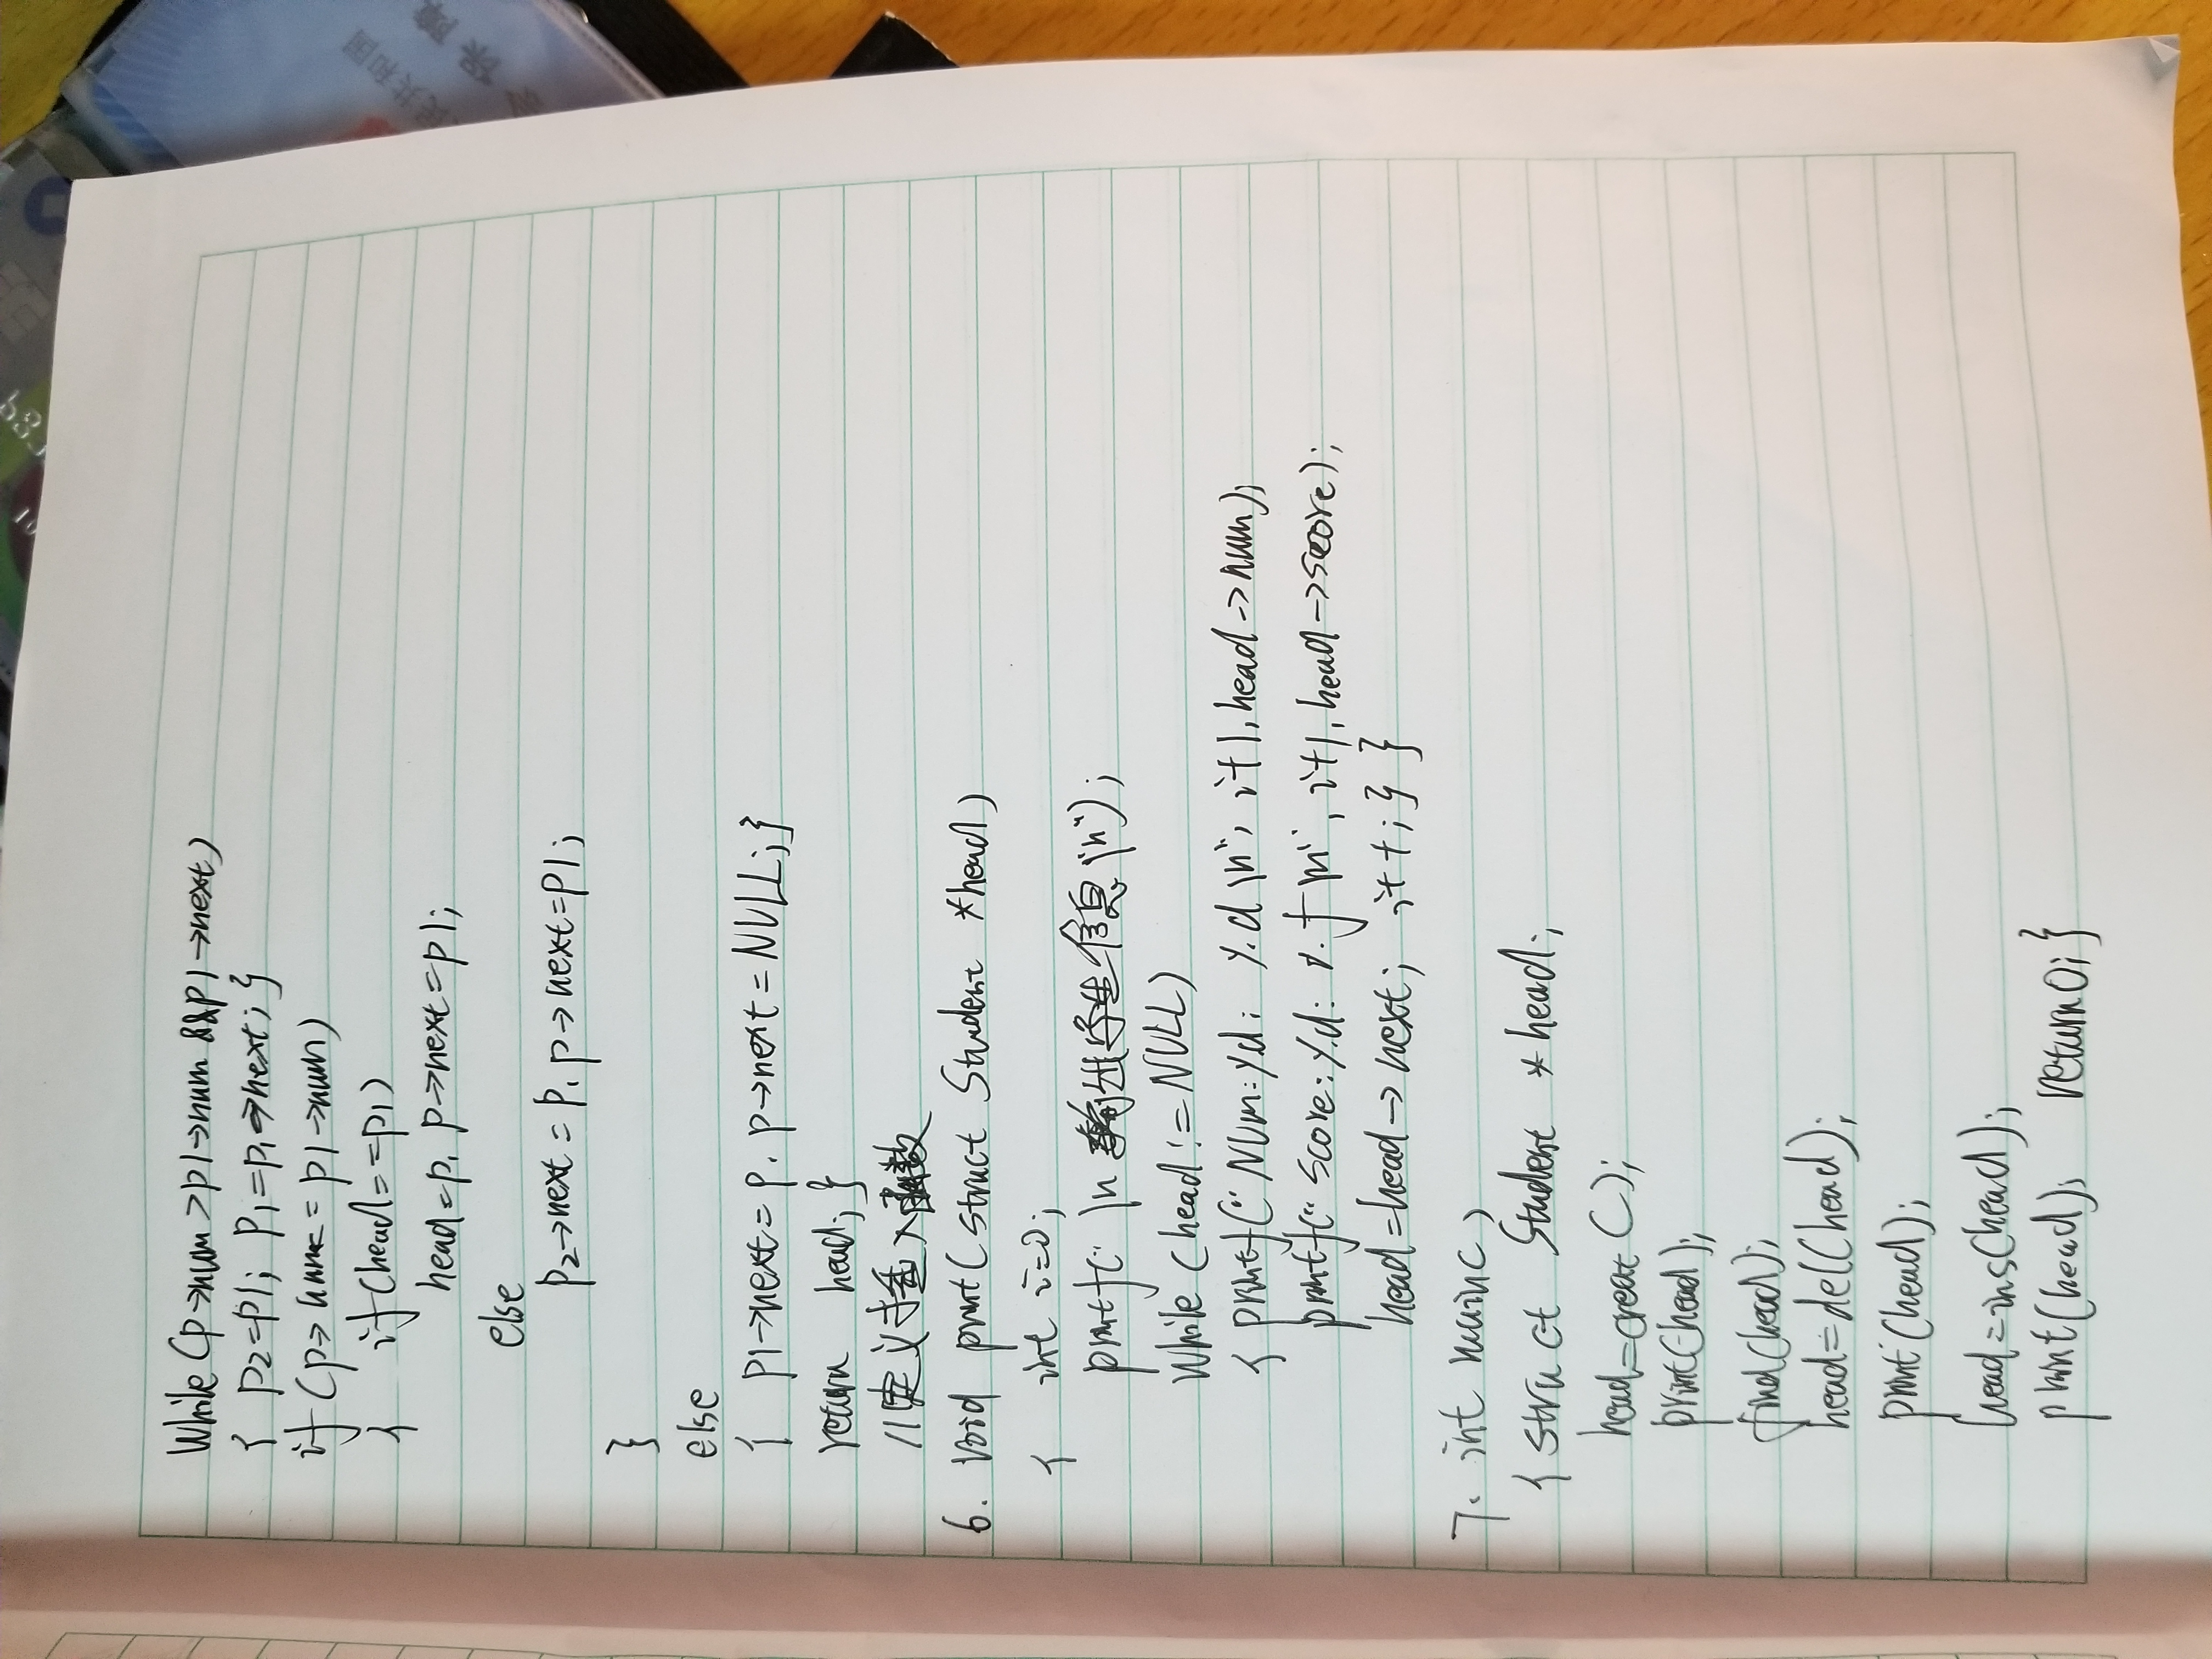 While (p->num >p1->num &&p1->next)
{ p2=p1; p1=p1->next; }
if (p-> num<= p1->num)
{ if (head==p1)
head=p, p->next=p1;
else
p2->next = p, p->next=p1;
}
else
{ p1->next= p, p->next=NULL;}
return head; }
//定义插入函数
6. Void print(struct Student *head)
{ int i=0;
printf(" \n 输出学生信息\n");
While (head!=NULL)
{ printf("Num:%d: %d\n", i+1,head->num);
printf("score:%d: %f\n", i+1,head->score);
head=head->next; i++; } }
7. int main()
{ struct Student *head;
head=creat();
print(head);
find(head);
head=del(head);
print(head);
head=ins(head);
print(head); return 0; }